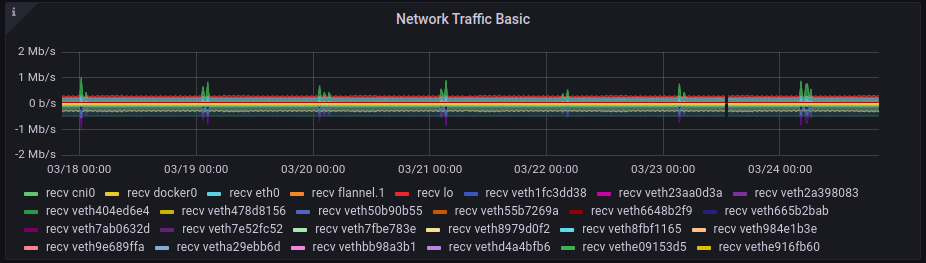 i
Network Traffic Basic
2 Mb/s
1 Mb/s
0 b/s
-1 Mb/s
-2 Mb/s
03/18 00:00 03/19 00:00 03/20 00:00 03/21 00:00 03/22 00:00 03/23 00:00 03/24 00:00
recv cni0 recv docker0 recv eth0 recv flannel.1 recv lo recv veth1fc3dd38 recv veth23aa0d3a recv veth2a398083
recv veth404ed6e4 recv veth478d8156 recv veth50b90b55 recv veth55b7269a recv veth6648b2f9 recv veth665b2bab
recv veth7ab0632d recv veth7e52fc52 recv veth7fbe783e recv veth8979d0f2 recv veth8fbf1165 recv veth984e1b3e
recv veth9e689ffa recv vetha29ebb6d recv vethbb98a3b1 recv vethd4a4bfb6 recv vethe09153d5 recv vethe916fb60